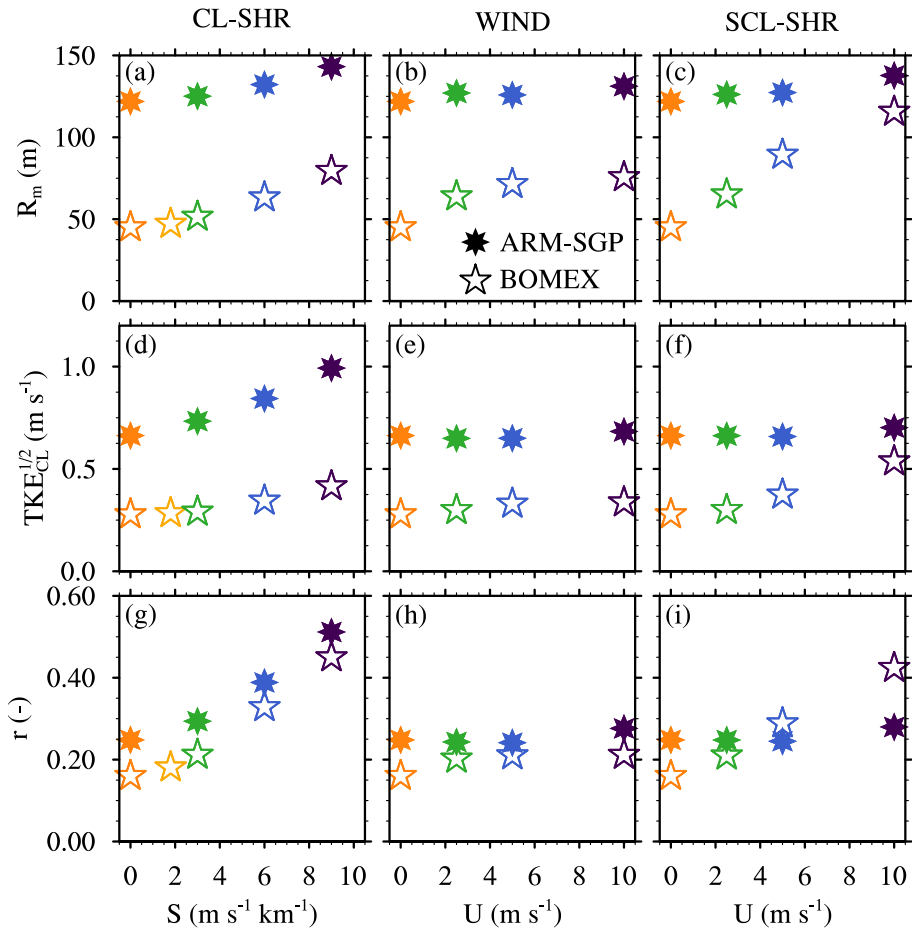 CL-SHR WIND SCL-SHR
150
(a) (b) (c)
100
R_m (m)
50
ARM-SGP
BOMEX
0
(d) (e) (f)
1.0
TKE_CL^1/2 (m s⁻¹)
0.5
0.0
0.60
(g) (h) (i)
0.40
r (-)
0.20
0.00
0 2 4 6 8 10 0 2 4 6 8 10 0 2 4 6 8 10
S (m s⁻¹ km⁻¹) U (m s⁻¹) U (m s⁻¹)